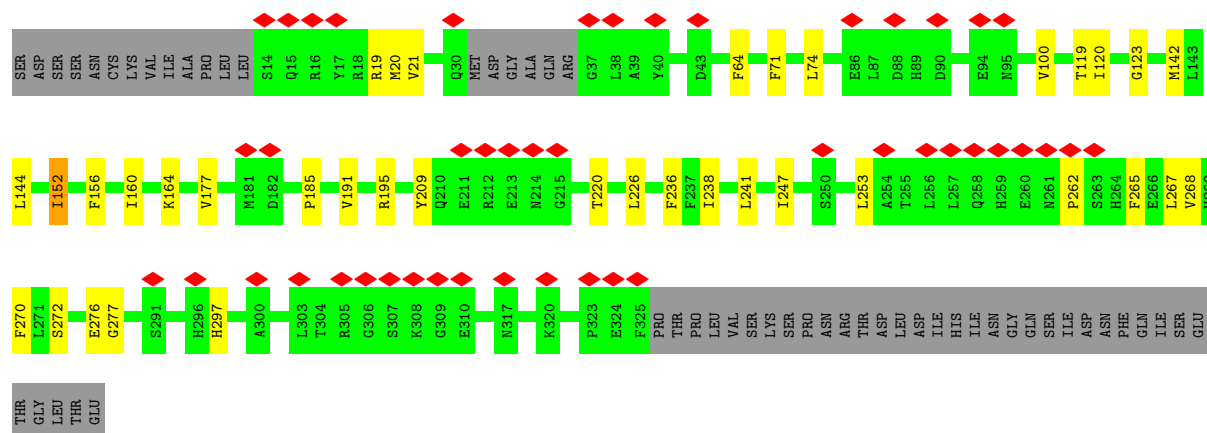 SER ASP SER SER ASN CYS LYS VAL ILE ALA PRO LEU LEU S14 Q15 R16 Y17 R18 R19 M20 V21 Q30 MET ASP GLY ALA GLN ARG G37 L38 A39 Y40 D43 F64 F71 L74 E86 L87 D88 H89 D90 E94 N95 V100 T119 I120 G123 M142 L143
L144 I152 F156 I160 K164 V177 M181 D182 P185 V191 R195 Y209 Q210 E211 R212 E213 N214 G215 T220 L226 F236 F237 I238 L241 I247 S250 L253 A254 T255 L256 L257 Q258 H259 E260 N261 P262 S263 H264 F265 E266 L267 V268
F270 L271 S272 E276 G277 S291 H296 H297 A300 L303 T304 R305 G306 S307 K308 G309 E310 N317 K320 P323 E324 F325 PRO THR PRO LEU VAL SER LYS SER PRO ASN ARG THR ASP LEU ASP ILE HIS ILE ASN GLY GLN SER ILE ASP ASN PHE GLN ILE SER GLU
THR GLY LEU THR GLU